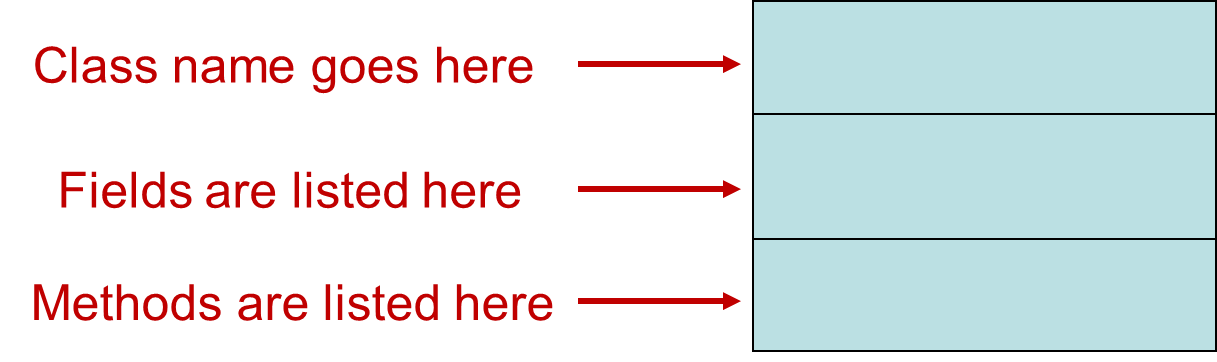 Class name goes here
Fields are listed here
Methods are listed here